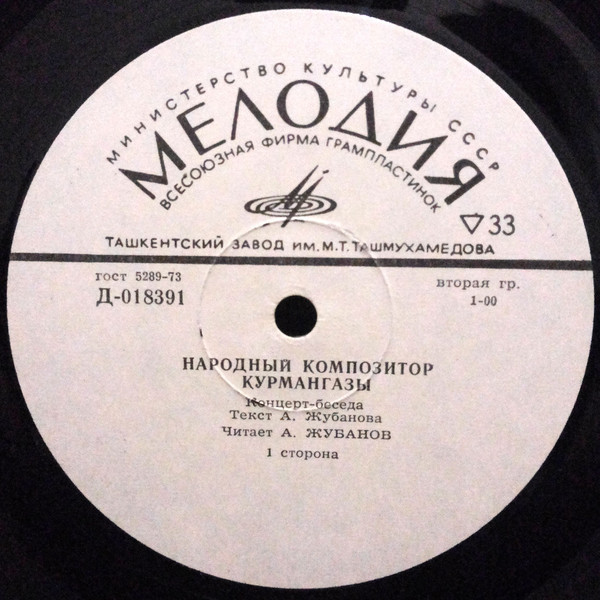 МИНИСТЕРСТВО КУЛЬТУРЫ СССР
МЕЛОДИЯ
ВСЕСОЮЗНАЯ ФИРМА ГРАМПЛАСТИНОК
33
ТАШКЕНТСКИЙ ЗАВОД ИМ. М.Т. ТАШМУХАМЕДОВА
гост 5289-73
вторая гр.
Д-018391
1-00
НАРОДНЫЙ КОМПОЗИТОР
КУРМАНГАЗЫ
Концерт-беседа
Текст А. Жубанова
Читает А. ЖУБАНОВ
1 сторона